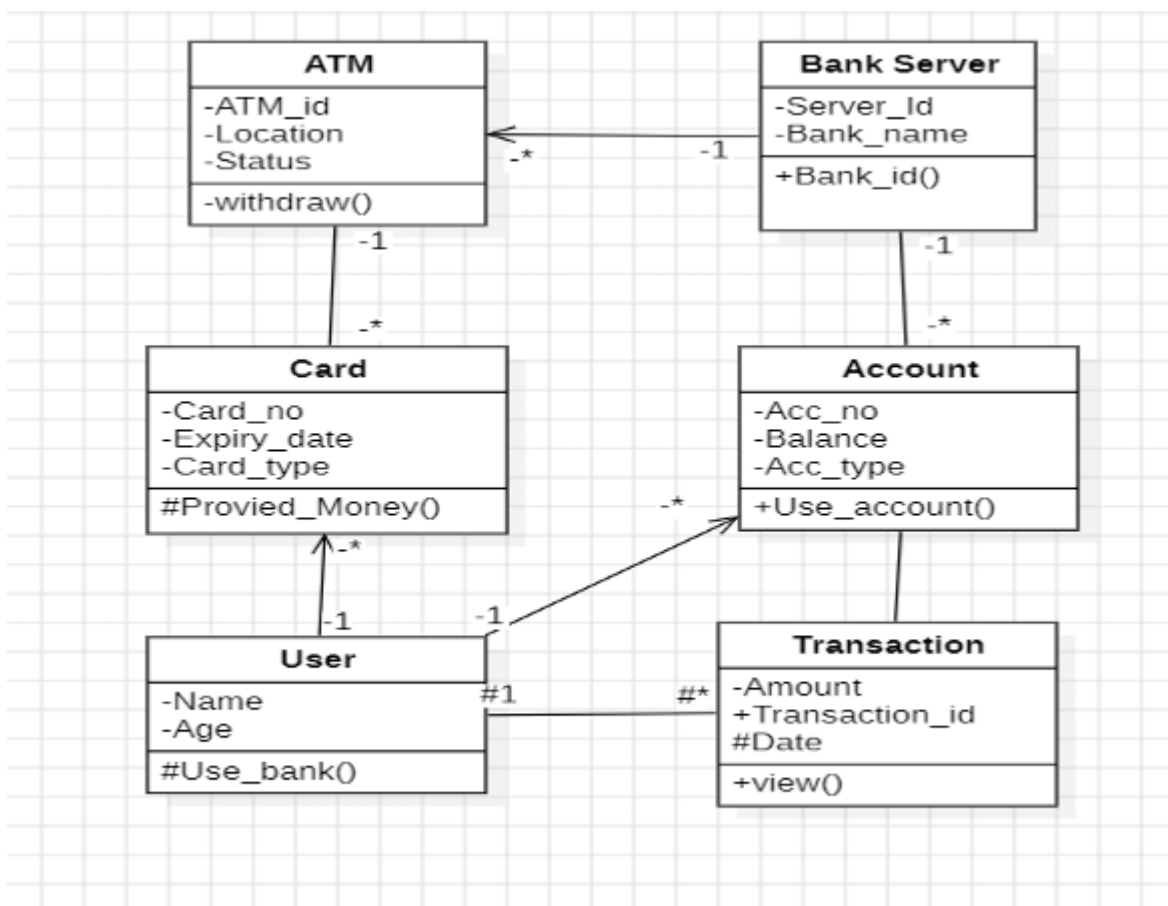 ATM
-ATM_id
-Location
-Status
-withdraw()
Bank Server
-Server_Id
-Bank_name
+Bank_id()
-*
-1
-1
-*
-1
-*
Card
-Card_no
-Expiry_date
-Card_type
#Provied_Money()
Account
-Acc_no
-Balance
-Acc_type
+Use_account()
-*
-1
-*
-1
User
-Name
-Age
#Use_bank()
#1
#*
Transaction
-Amount
+Transaction_id
#Date
+view()